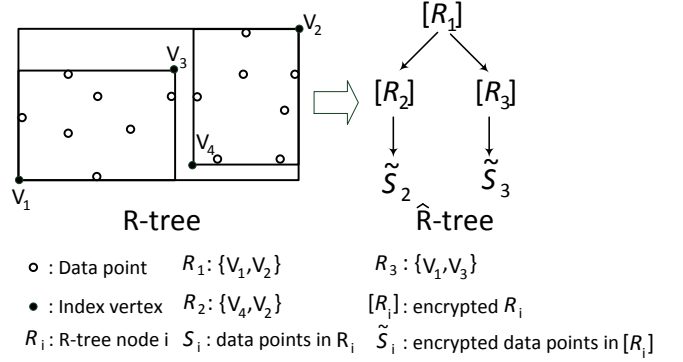 V2
[R1]
V3
[R2] [R3]
V4
S̃2 S̃3
V1
R-tree R̂-tree
: Data point R1: {V1,V2} R3 : {V1,V3}
: Index vertex R2: {V4,V2} [Ri]: encrypted Ri
Ri : R-tree node i Si : data points in Ri S̃i : encrypted data points in [Ri]